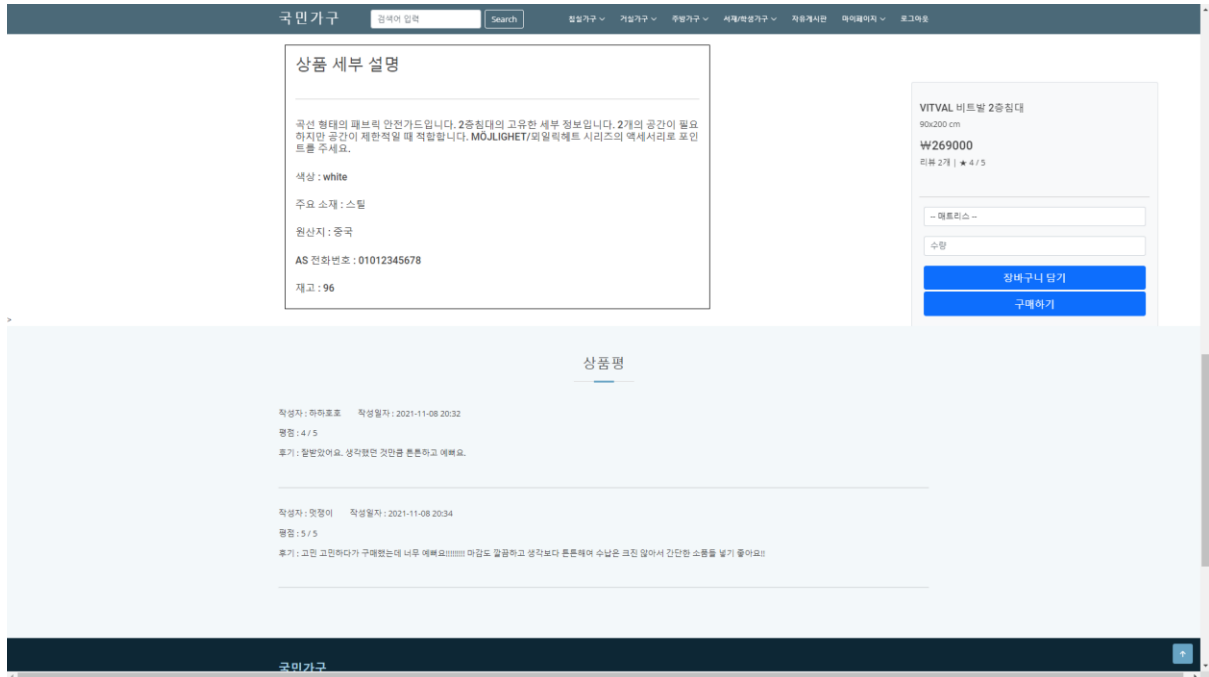 국민가구 검색어 입력 Search 침실가구 거실가구 주방가구 서재/학생가구 자유게시판 마이페이지 로그아웃
상품 세부 설명
곡선 형태의 패브릭 안전가드입니다. 2층침대의 고유한 세부 정보입니다. 2개의 공간이 필요
하지만 공간이 제한적일 때 적합합니다. MÖJLIGHET/뫼일릭헤트 시리즈의 액세서리로 포인
트를 주세요.
색상 : white
주요 소재 : 스틸
원산지 : 중국
AS 전화번호 : 01012345678
재고 : 96
>
VITVAL 비트발 2층침대
90x200 cm
₩269000
리뷰 2개 | ★ 4 / 5
-- 매트리스 --
수량
장바구니 담기
구매하기
상품평
작성자 : 하하호호 작성일자 : 2021-11-08 20:32
평점 : 4 / 5
후기 : 잘받았어요. 생각했던 것만큼 튼튼하고 예뻐요.
작성자 : 멋쟁이 작성일자 : 2021-11-08 20:34
평점 : 5 / 5
후기 : 고민 고민하다가 구매했는데 너무 예뻐요!!!!!!!!! 마감도 깔끔하고 생각보다 튼튼해여 수납은 크진 않아서 간단한 소품들 넣기 좋아요!!
국민가구